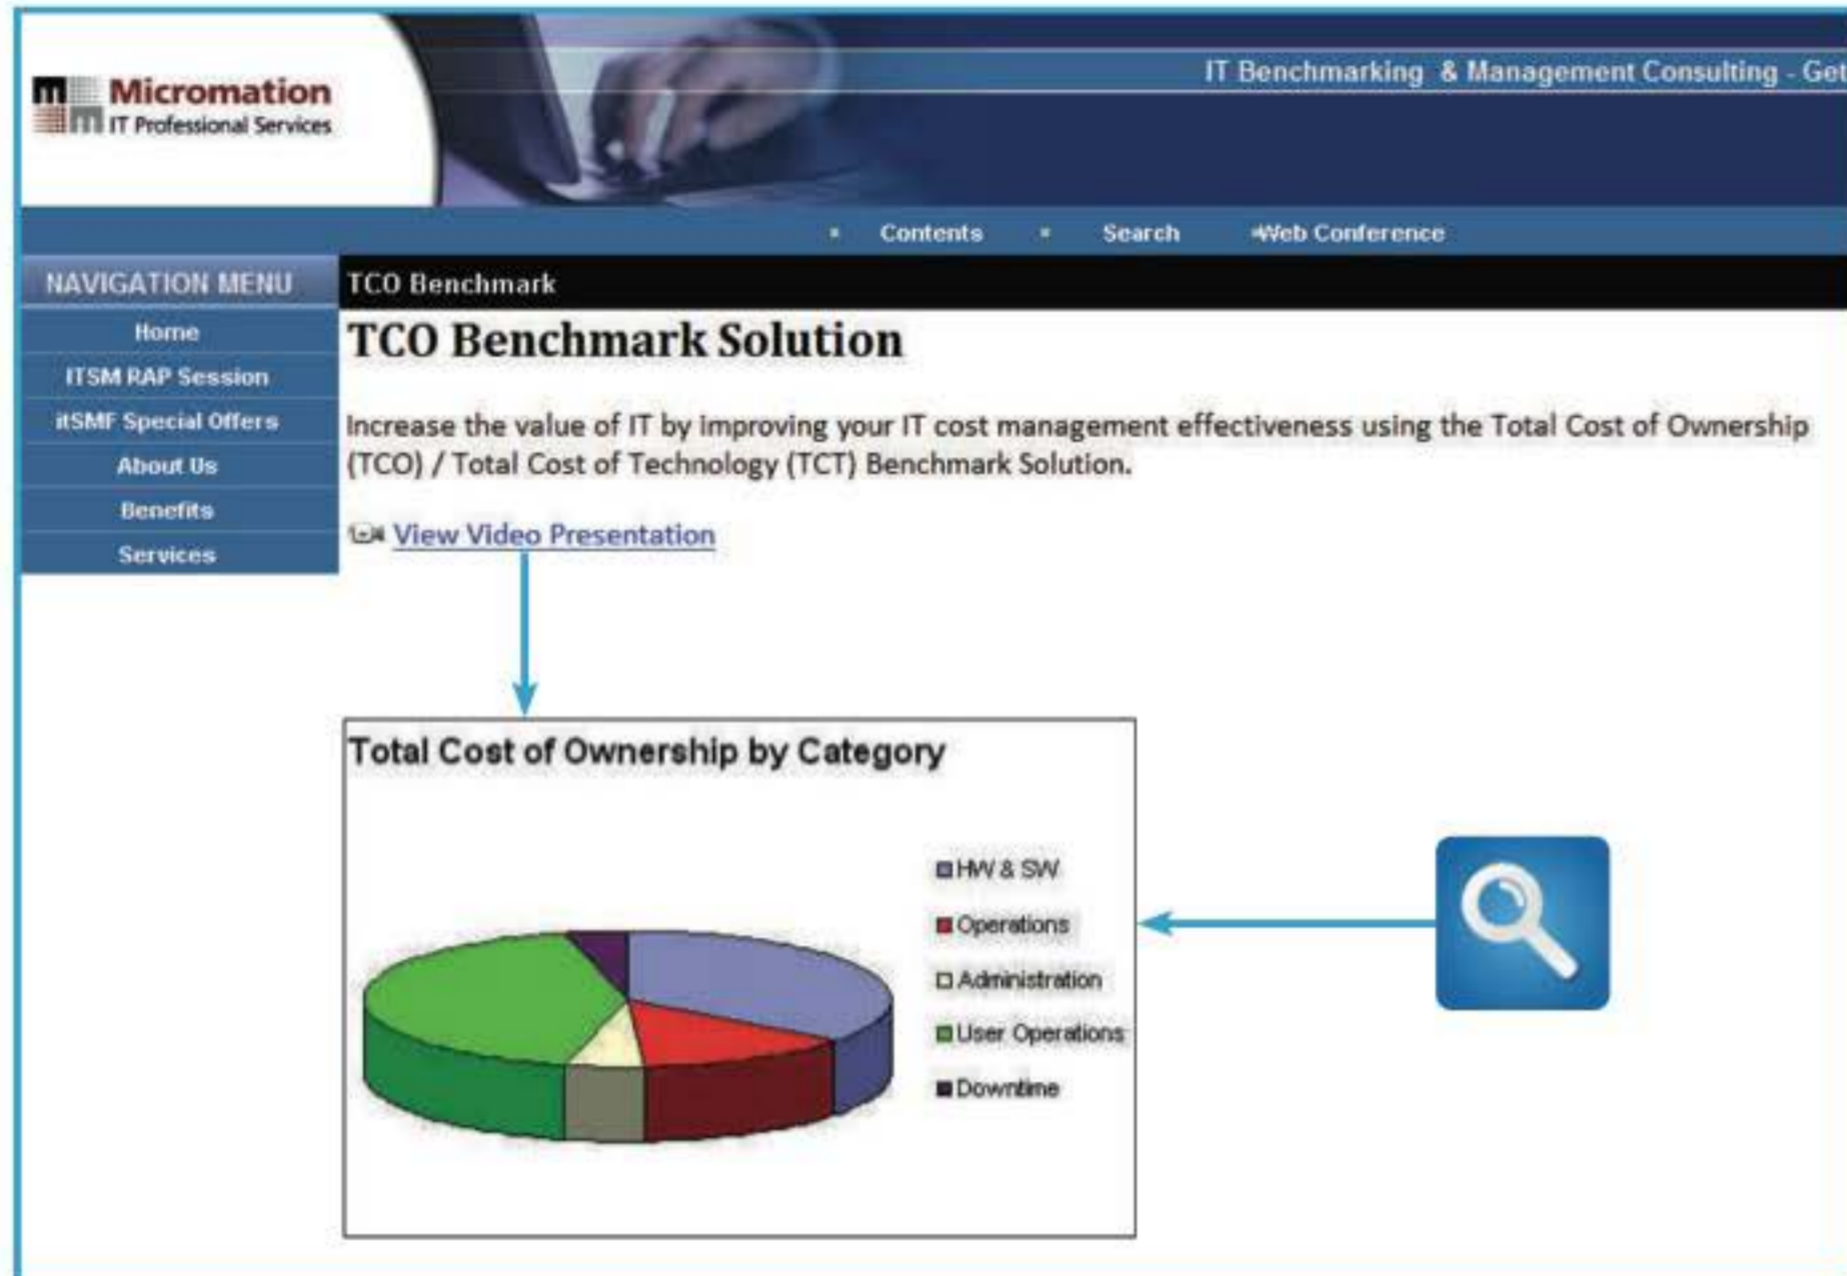 Micromation
IT Professional Services
IT Benchmarking & Management Consulting - Get
Contents
Search
Web Conference
NAVIGATION MENU
Home
ITSM RAP Session
itSMF Special Offers
About Us
Benefits
Services
TCO Benchmark
TCO Benchmark Solution
Increase the value of IT by improving your IT cost management effectiveness using the Total Cost of Ownership
(TCO) / Total Cost of Technology (TCT) Benchmark Solution.
View Video Presentation
Total Cost of Ownership by Category
HW & SW
Operations
Administration
User Operations
Downtime